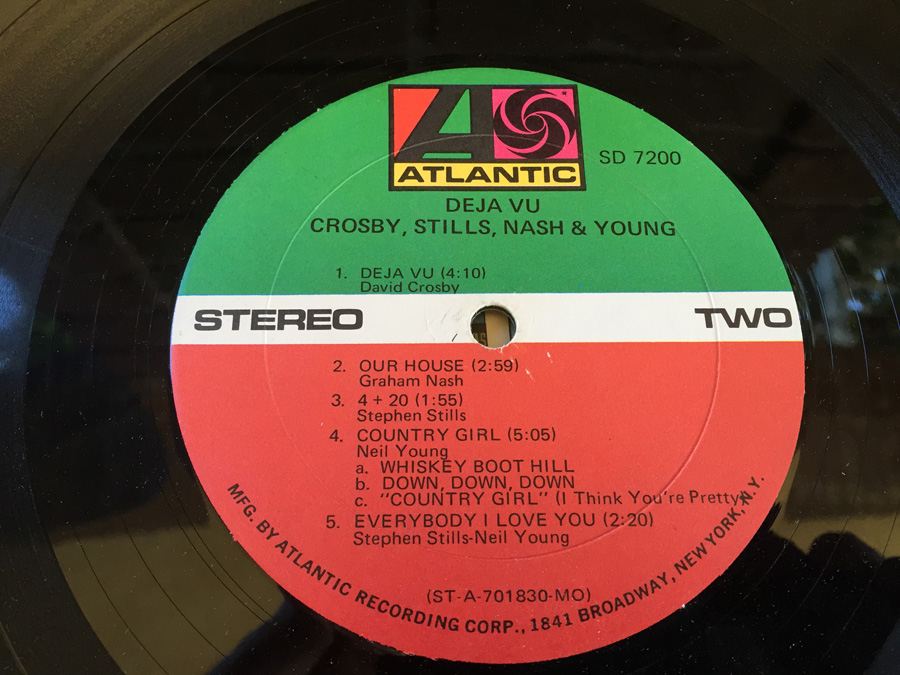 ATLANTIC
SD 7200
DEJA VU
CROSBY, STILLS, NASH & YOUNG
1. DEJA VU (4:10)
David Crosby
STEREO
TWO
2. OUR HOUSE (2:59)
Graham Nash
3. 4 + 20 (1:55)
Stephen Stills
4. COUNTRY GIRL (5:05)
Neil Young
a. WHISKEY BOOT HILL
b. DOWN, DOWN, DOWN
c. "COUNTRY GIRL" (I Think You're Pretty)
5. EVERYBODY I LOVE YOU (2:20)
Stephen Stills-Neil Young
(ST-A-701830-MO)
MFG. BY ATLANTIC RECORDING CORP., 1841 BROADWAY, NEW YORK, N.Y.